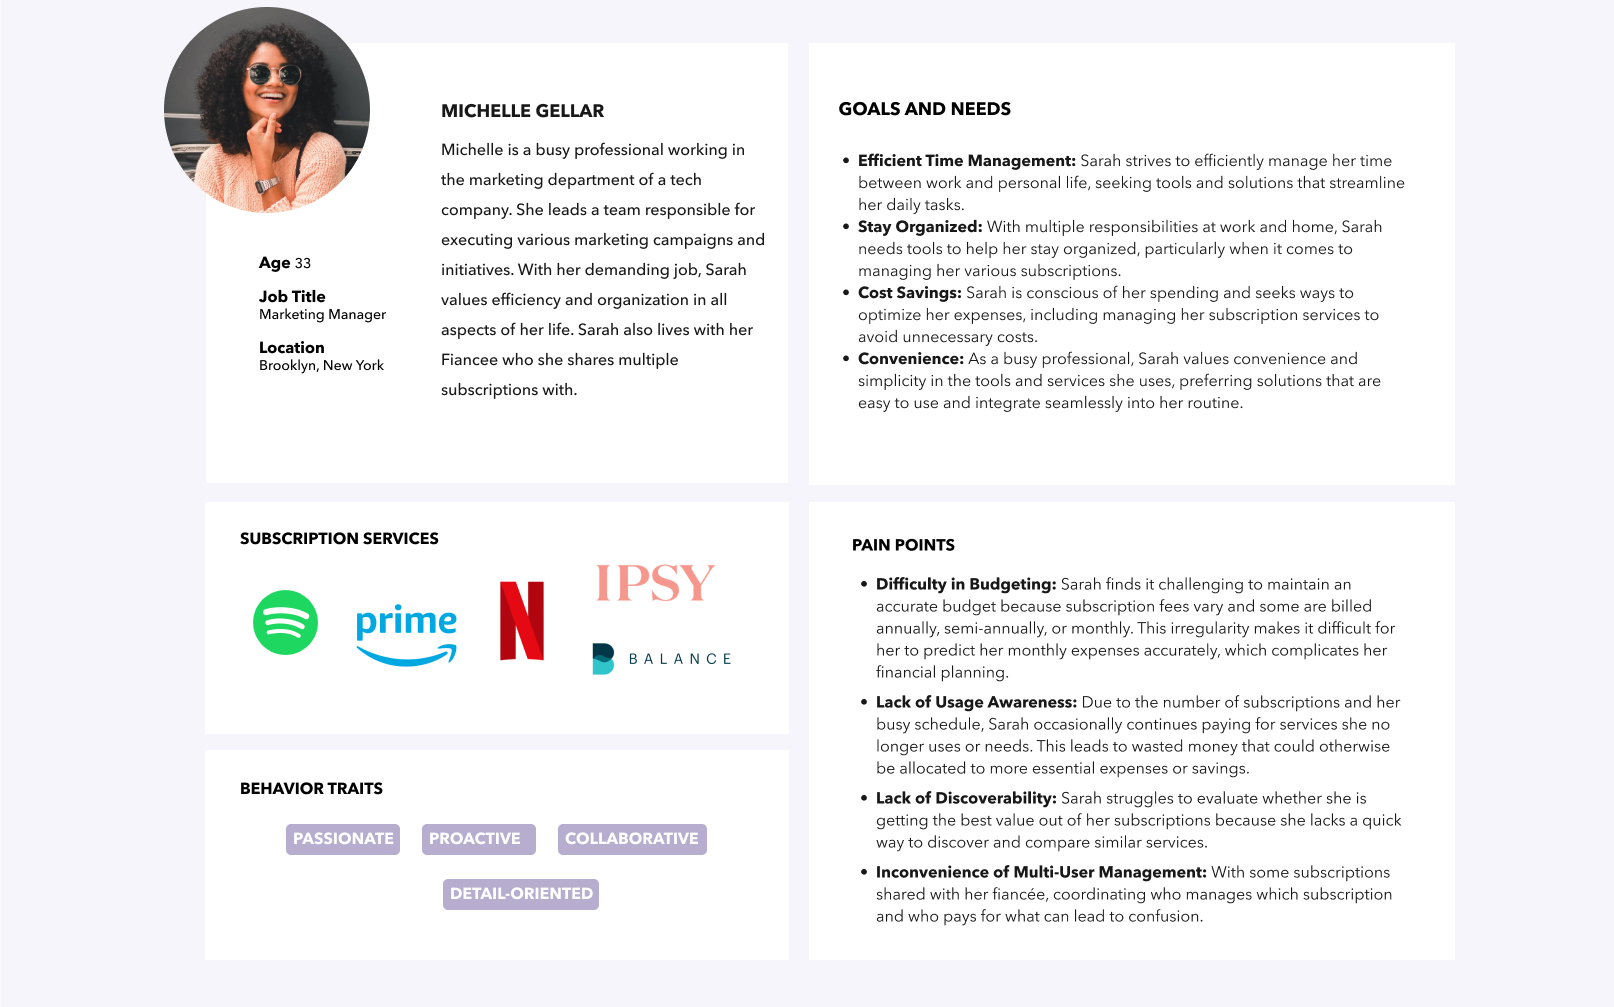 MICHELLE GELLAR
Michelle is a busy professional working in
the marketing department of a tech
company. She leads a team responsible for
executing various marketing campaigns and
initiatives. With her demanding job, Sarah
values efficiency and organization in all
aspects of her life. Sarah also lives with her
Fiancee who she shares multiple
subscriptions with.
Age 33
Job Title
Marketing Manager
Location
Brooklyn, New York
GOALS AND NEEDS
• Efficient Time Management: Sarah strives to efficiently manage her time
between work and personal life, seeking tools and solutions that streamline
her daily tasks.
• Stay Organized: With multiple responsibilities at work and home, Sarah
needs tools to help her stay organized, particularly when it comes to
managing her various subscriptions.
• Cost Savings: Sarah is conscious of her spending and seeks ways to
optimize her expenses, including managing her subscription services to
avoid unnecessary costs.
• Convenience: As a busy professional, Sarah values convenience and
simplicity in the tools and services she uses, preferring solutions that are
easy to use and integrate seamlessly into her routine.
SUBSCRIPTION SERVICES
prime
N
IPSY
B BALANCE
BEHAVIOR TRAITS
PASSIONATE PROACTIVE COLLABORATIVE
DETAIL-ORIENTED
PAIN POINTS
• Difficulty in Budgeting: Sarah finds it challenging to maintain an
accurate budget because subscription fees vary and some are billed
annually, semi-annually, or monthly. This irregularity makes it difficult for
her to predict her monthly expenses accurately, which complicates her
financial planning.
• Lack of Usage Awareness: Due to the number of subscriptions and her
busy schedule, Sarah occasionally continues paying for services she no
longer uses or needs. This leads to wasted money that could otherwise
be allocated to more essential expenses or savings.
• Lack of Discoverability: Sarah struggles to evaluate whether she is
getting the best value out of her subscriptions because she lacks a quick
way to discover and compare similar services.
• Inconvenience of Multi-User Management: With some subscriptions
shared with her fiancée, coordinating who manages which subscription
and who pays for what can lead to confusion.